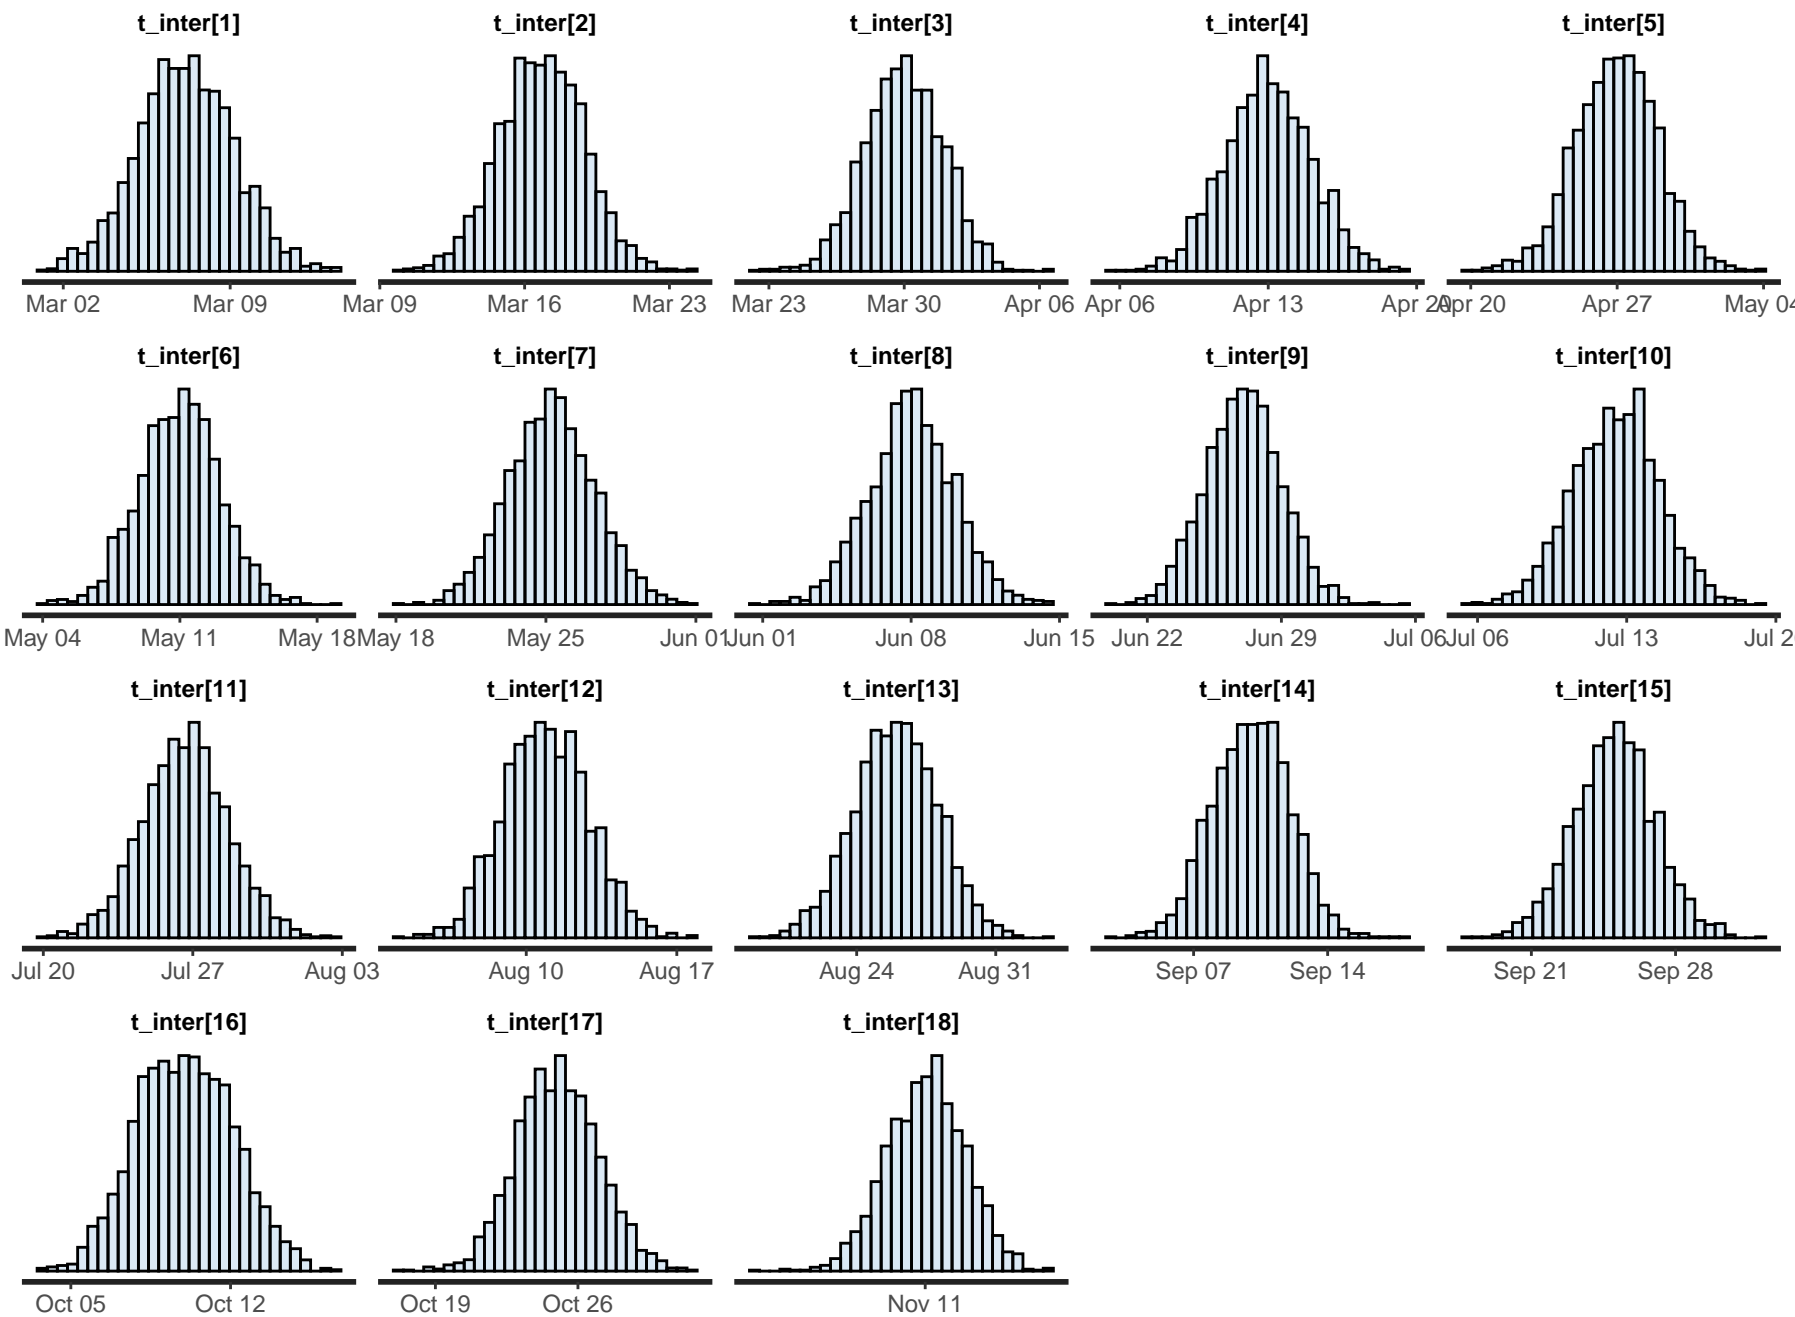 t_inter[1] t_inter[2] t_inter[3] t_inter[4] t_inter[5]
Mar 02 Mar 09 Mar 09 Mar 16 Mar 23 Mar 23 Mar 30 Apr 06 Apr 06 Apr 13 Apr 20 Apr 20 Apr 27 May 04
t_inter[6] t_inter[7] t_inter[8] t_inter[9] t_inter[10]
May 04 May 11 May 18 May 18 May 25 Jun 01 Jun 01 Jun 08 Jun 15 Jun 22 Jun 29 Jul 06 Jul 06 Jul 13 Jul 20
t_inter[11] t_inter[12] t_inter[13] t_inter[14] t_inter[15]
Jul 20 Jul 27 Aug 03 Aug 10 Aug 17 Aug 24 Aug 31 Sep 07 Sep 14 Sep 21 Sep 28
t_inter[16] t_inter[17] t_inter[18]
Oct 05 Oct 12 Oct 19 Oct 26 Nov 11